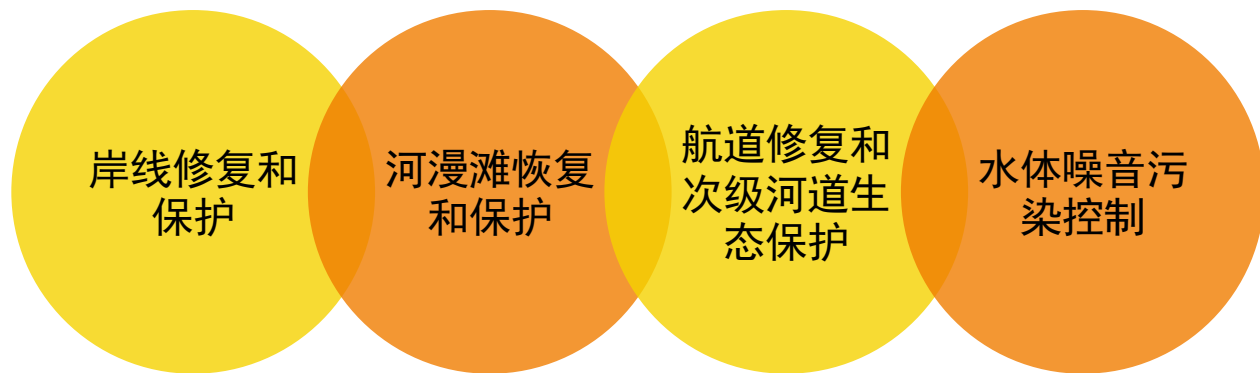 岸线修复和
保护
河漫滩恢复
和保护
航道修复和
次级河道生
态保护
水体噪音污
染控制